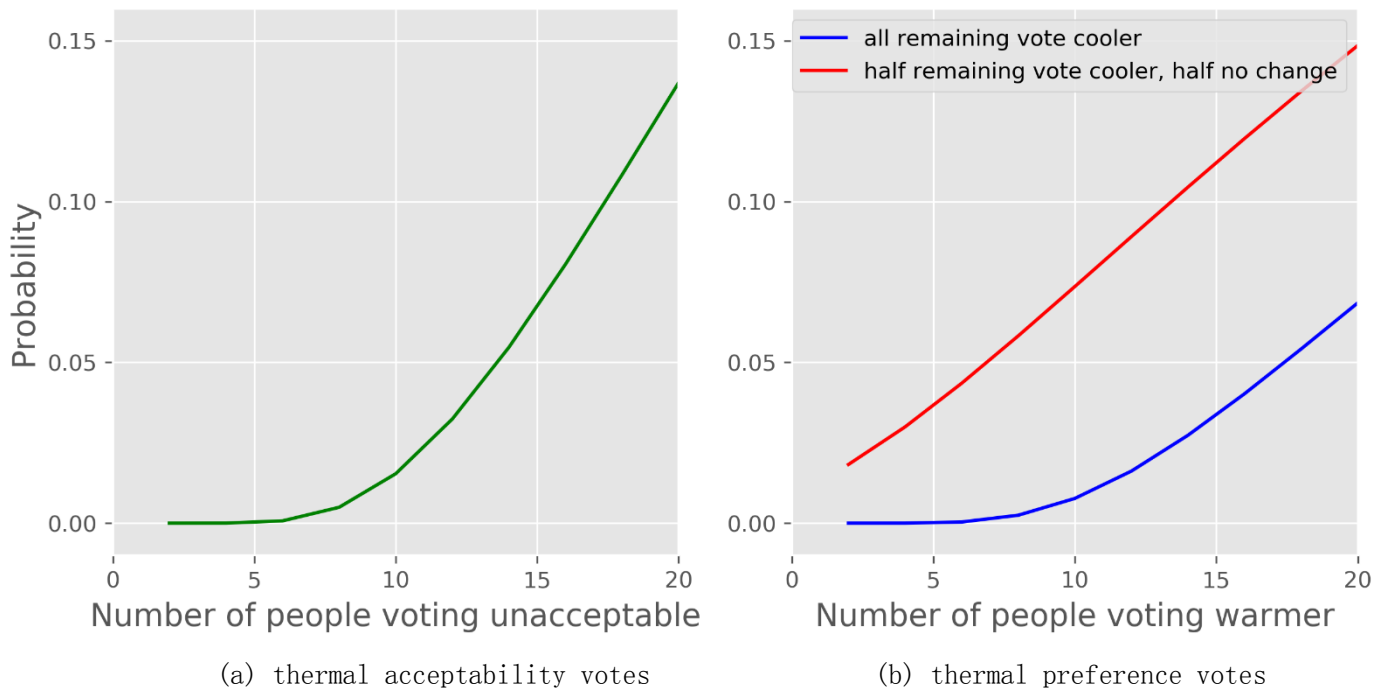 0.15
0.10
0.05
0.00
Probability
0 5 10 15 20
Number of people voting unacceptable
(a) thermal acceptability votes
all remaining vote cooler
half remaining vote cooler, half no change
0.15
0.10
0.05
0.00
0 5 10 15 20
Number of people voting warmer
(b) thermal preference votes